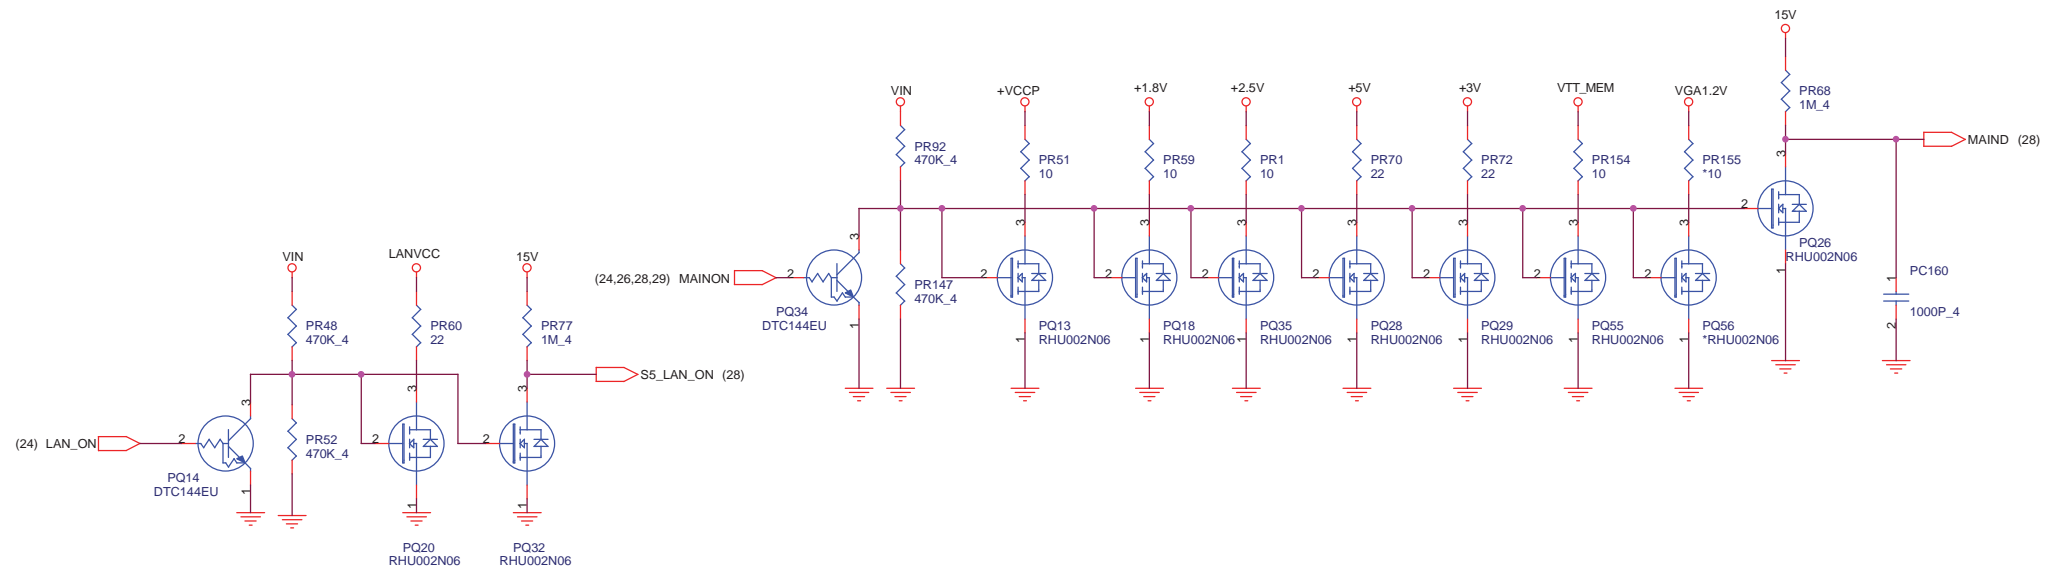 15V
PR68
1M_4
MAIND (28)
3
2
PQ26
RHU002N06
1
1
PC160
1000P_4
2
VIN
+VCCP
+1.8V
+2.5V
+5V
+3V
VTT_MEM
VGA1.2V
PR92
470K_4
PR51
10
PR59
10
PR1
10
PR70
22
PR72
22
PR154
10
PR155
*10
3
3
3
3
3
3
3
3
(24,26,28,29) MAINON
2
2
2
2
2
2
2
2
PR147
470K_4
PQ34
DTC144EU
1
PQ13
RHU002N06
1
PQ18
RHU002N06
1
PQ35
RHU002N06
1
PQ28
RHU002N06
1
PQ29
RHU002N06
1
PQ55
RHU002N06
1
PQ56
*RHU002N06
1
VIN
LANVCC
15V
PR48
470K_4
PR60
22
PR77
1M_4
S5_LAN_ON (28)
3
3
3
(24) LAN_ON
2
2
2
PR52
470K_4
PQ14
DTC144EU
1
1
1
PQ20
RHU002N06
PQ32
RHU002N06